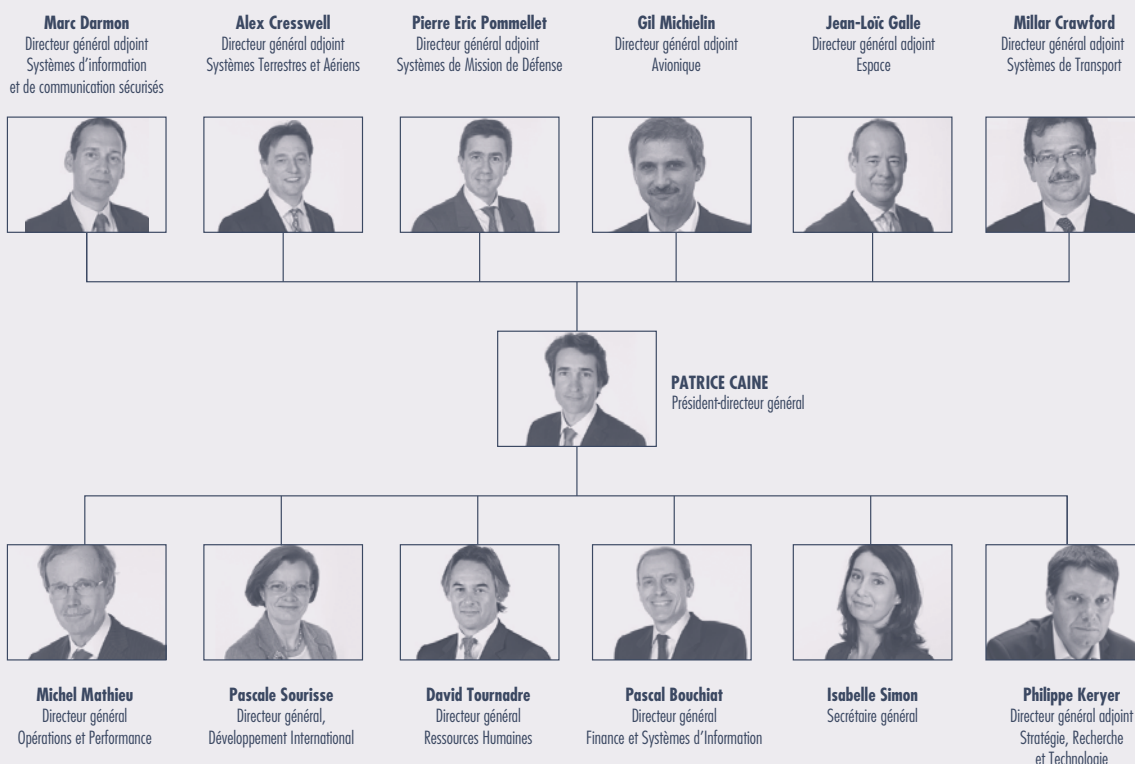 Marc Darmon
Directeur général adjoint
Systèmes d’information
et de communication sécurisés
Alex Cresswell
Directeur général adjoint
Systèmes Terrestres et Aériens
Pierre Eric Pommellet
Directeur général adjoint
Systèmes de Mission de Défense
Gil Michielin
Directeur général adjoint
Avionique
Jean-Loïc Galle
Directeur général adjoint
Espace
Millar Crawford
Directeur général adjoint
Systèmes de Transport
PATRICE CAINE
Président-directeur général
Michel Mathieu
Directeur général
Opérations et Performance
Pascale Sourisse
Directeur général,
Développement International
David Tournadre
Directeur général
Ressources Humaines
Pascal Bouchiat
Directeur général
Finance et Systèmes d’Information
Isabelle Simon
Secrétaire général
Philippe Keryer
Directeur général adjoint
Stratégie, Recherche
et Technologie